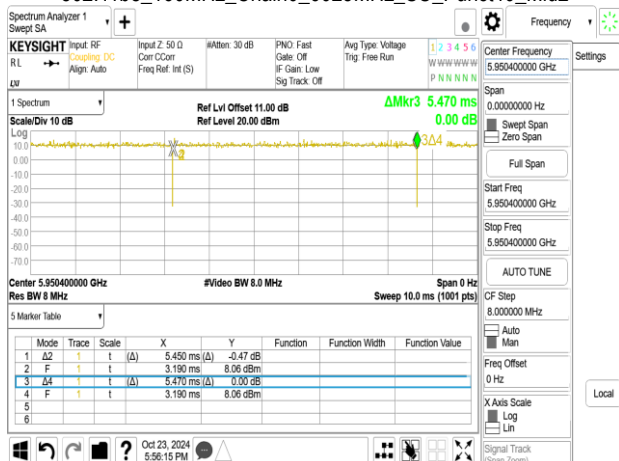 Spectrum Analyzer 1
Swept SA
Frequency
KEYSIGHT
RL
Input: RF
Coupling: DC
Align: Auto
Input Z: 50 Ω
Corr CCorr
Freq Ref: Int (S)
#Atten: 30 dB
PNO: Fast
Gate: Off
IF Gain: Low
Sig Track: Off
Avg Type: Voltage
Trig: Free Run
1 2 3 4 5 6
W W W W W W
P N N N N N
Center Frequency
5.950400000 GHz
Settings
Span
0.00000000 Hz
Swept Span
Zero Span
Full Span
Start Freq
5.950400000 GHz
Stop Freq
5.950400000 GHz
AUTO TUNE
CF Step
8.000000 MHz
Auto
Man
Freq Offset
0 Hz
X Axis Scale
Log
Lin
Signal Track
(Span Zoom)
Local
1 Spectrum
Scale/Div 10 dB
Log
Ref Lvl Offset 11.00 dB
Ref Level 20.00 dBm
ΔMkr3 5.470 ms
0.00 dB
10.0
0.00
-10.0
-20.0
-30.0
-40.0
-50.0
-60.0
-70.0
3Δ4
Center 5.950400000 GHz
Res BW 8 MHz
#Video BW 8.0 MHz
Span 0 Hz
Sweep 10.0 ms (1001 pts)
5 Marker Table
Mode Trace Scale X Y Function Function Width Function Value
1 Δ2 1 t (Δ) 5.450 ms (Δ) -0.47 dB
2 F 1 t 3.190 ms 8.06 dBm
3 Δ4 1 t (Δ) 5.470 ms (Δ) 0.00 dB
4 F 1 t 3.190 ms 8.06 dBm
5
6
Oct 23, 2024
5:56:15 PM